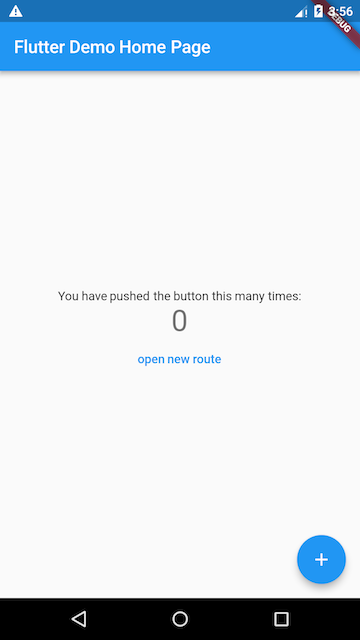 3:56
DEBUG
Flutter Demo Home Page
You have pushed the button this many times:
0
open new route
+